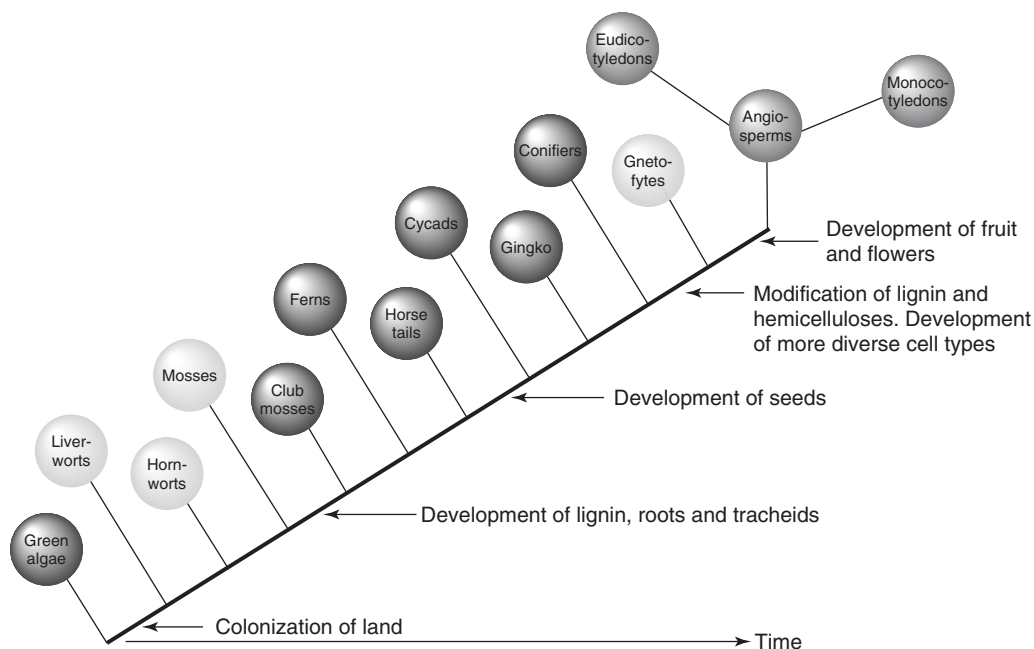 Eudico-
tyledons
Monoco-
tyledons
Angio-
sperms
Conifiers
Gneto-
fytes
Cycads
Gingko
Development of fruit
and flowers
Ferns
Horse
tails
Modification of lignin and
hemicelluloses. Development
of more diverse cell types
Mosses
Club
mosses
Development of seeds
Liver-
worts
Horn-
worts
Development of lignin, roots and tracheids
Green
algae
Colonization of land
Time